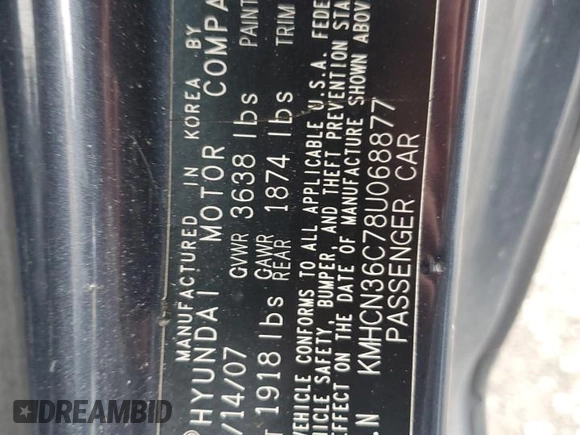 MANUFACTURED IN KOREA BY
HYUNDAI MOTOR COMPA
/14/07 GVWR 3638 lbs PAINT
1918 lbs GAWR REAR 1874 lbs TRIM
VEHICLE CONFORMS TO ALL APPLICABLE U.S.A. FEDE
HICLE SAFETY, BUMPER, AND THEFT PREVENTION STA
EFFECT ON THE DATE OF MANUFACTURE SHOWN ABOV
N KMHCN36C78U068877
PASSENGER CAR
DREAMBID